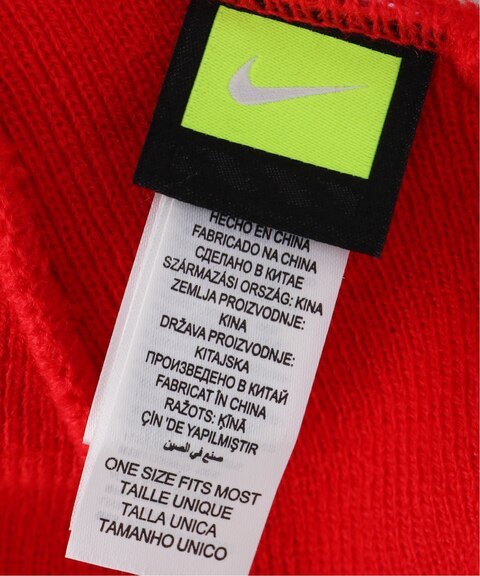 HECHO EN CHINA
FABRICADO NA CHINA
СДЕЛАНО В КИТАЕ
SZÁRMAZÁSI ORSZÁG: KINA
ZEMLJA PROIZVODNJE:
KINA
DRŽAVA PROIZVODNJE:
KITAJSKA
ПРОИЗВЕДЕНО В КИТАЙ
FABRICAT ÎN CHINA
RAŽOTS: ĶĪNĀ
ÇİN 'DE YAPILMIŞTIR
صنع في الصين
ONE SIZE FITS MOST
TAILLE UNIQUE
TALLA UNICA
TAMANHO UNICO